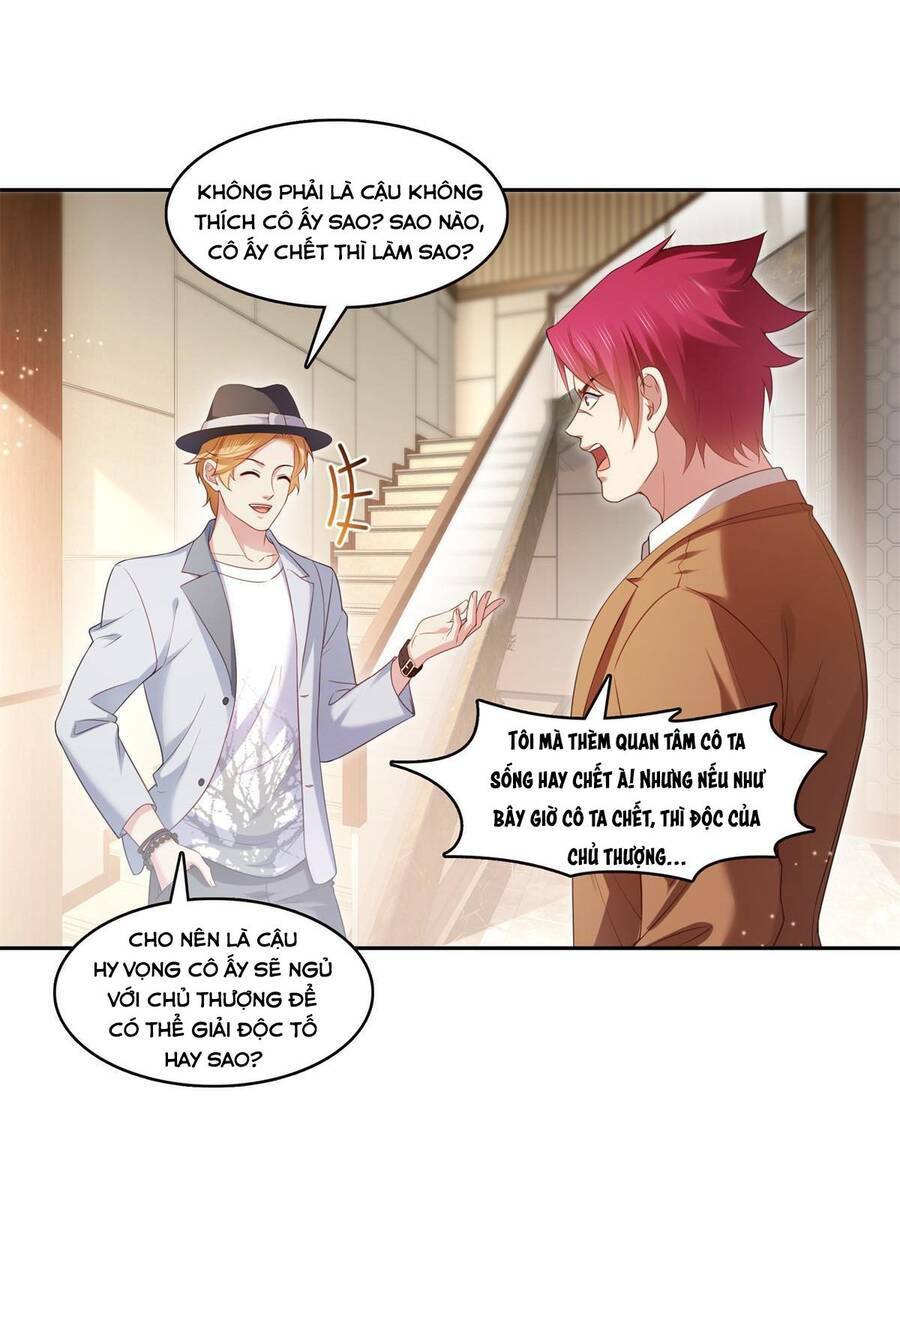 KHÔNG PHẢI LÀ CẬU KHÔNG
THÍCH CÔ ẤY SAO? SAO NÀO,
CÔ ẤY CHẾT THÌ LÀM SAO?
TÔI MÀ THÈM QUAN TÂM CÔ TA
SỐNG HAY CHẾT À! NHƯNG NẾU NHƯ
BÂY GIỜ CÔ TA CHẾT, THÌ ĐỘC CỦA
CHỦ THƯỢNG...
CHO NÊN LÀ CẬU
HY VỌNG CÔ ẤY SẼ NGỦ
VỚI CHỦ THƯỢNG ĐỂ
CÓ THỂ GIẢI ĐỘC TỐ
HAY SAO?